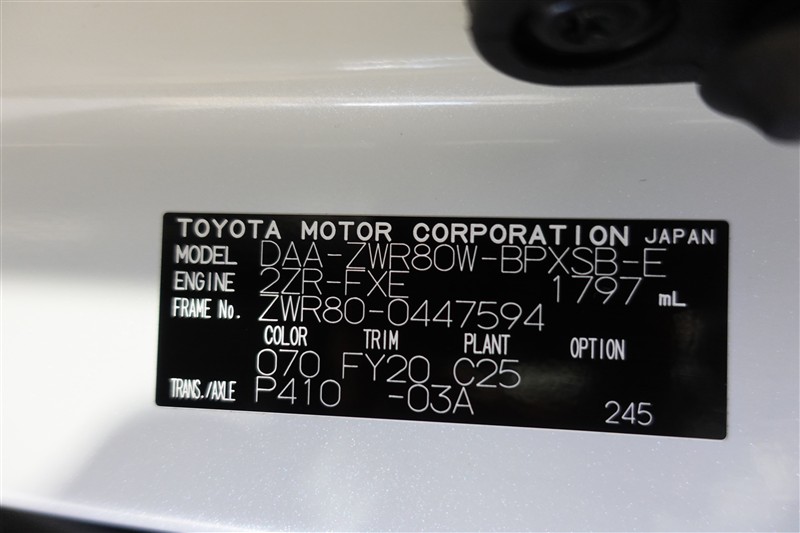 TOYOTA MOTOR CORPORATION JAPAN
MODEL DAA-ZWR80W-BPXSB-E
ENGINE 2ZR-FXE 1797 mL
FRAME No. ZWR80-0447594
COLOR TRIM PLANT OPTION
070 FY20 C25
TRANS./AXLE P410 -03A 245